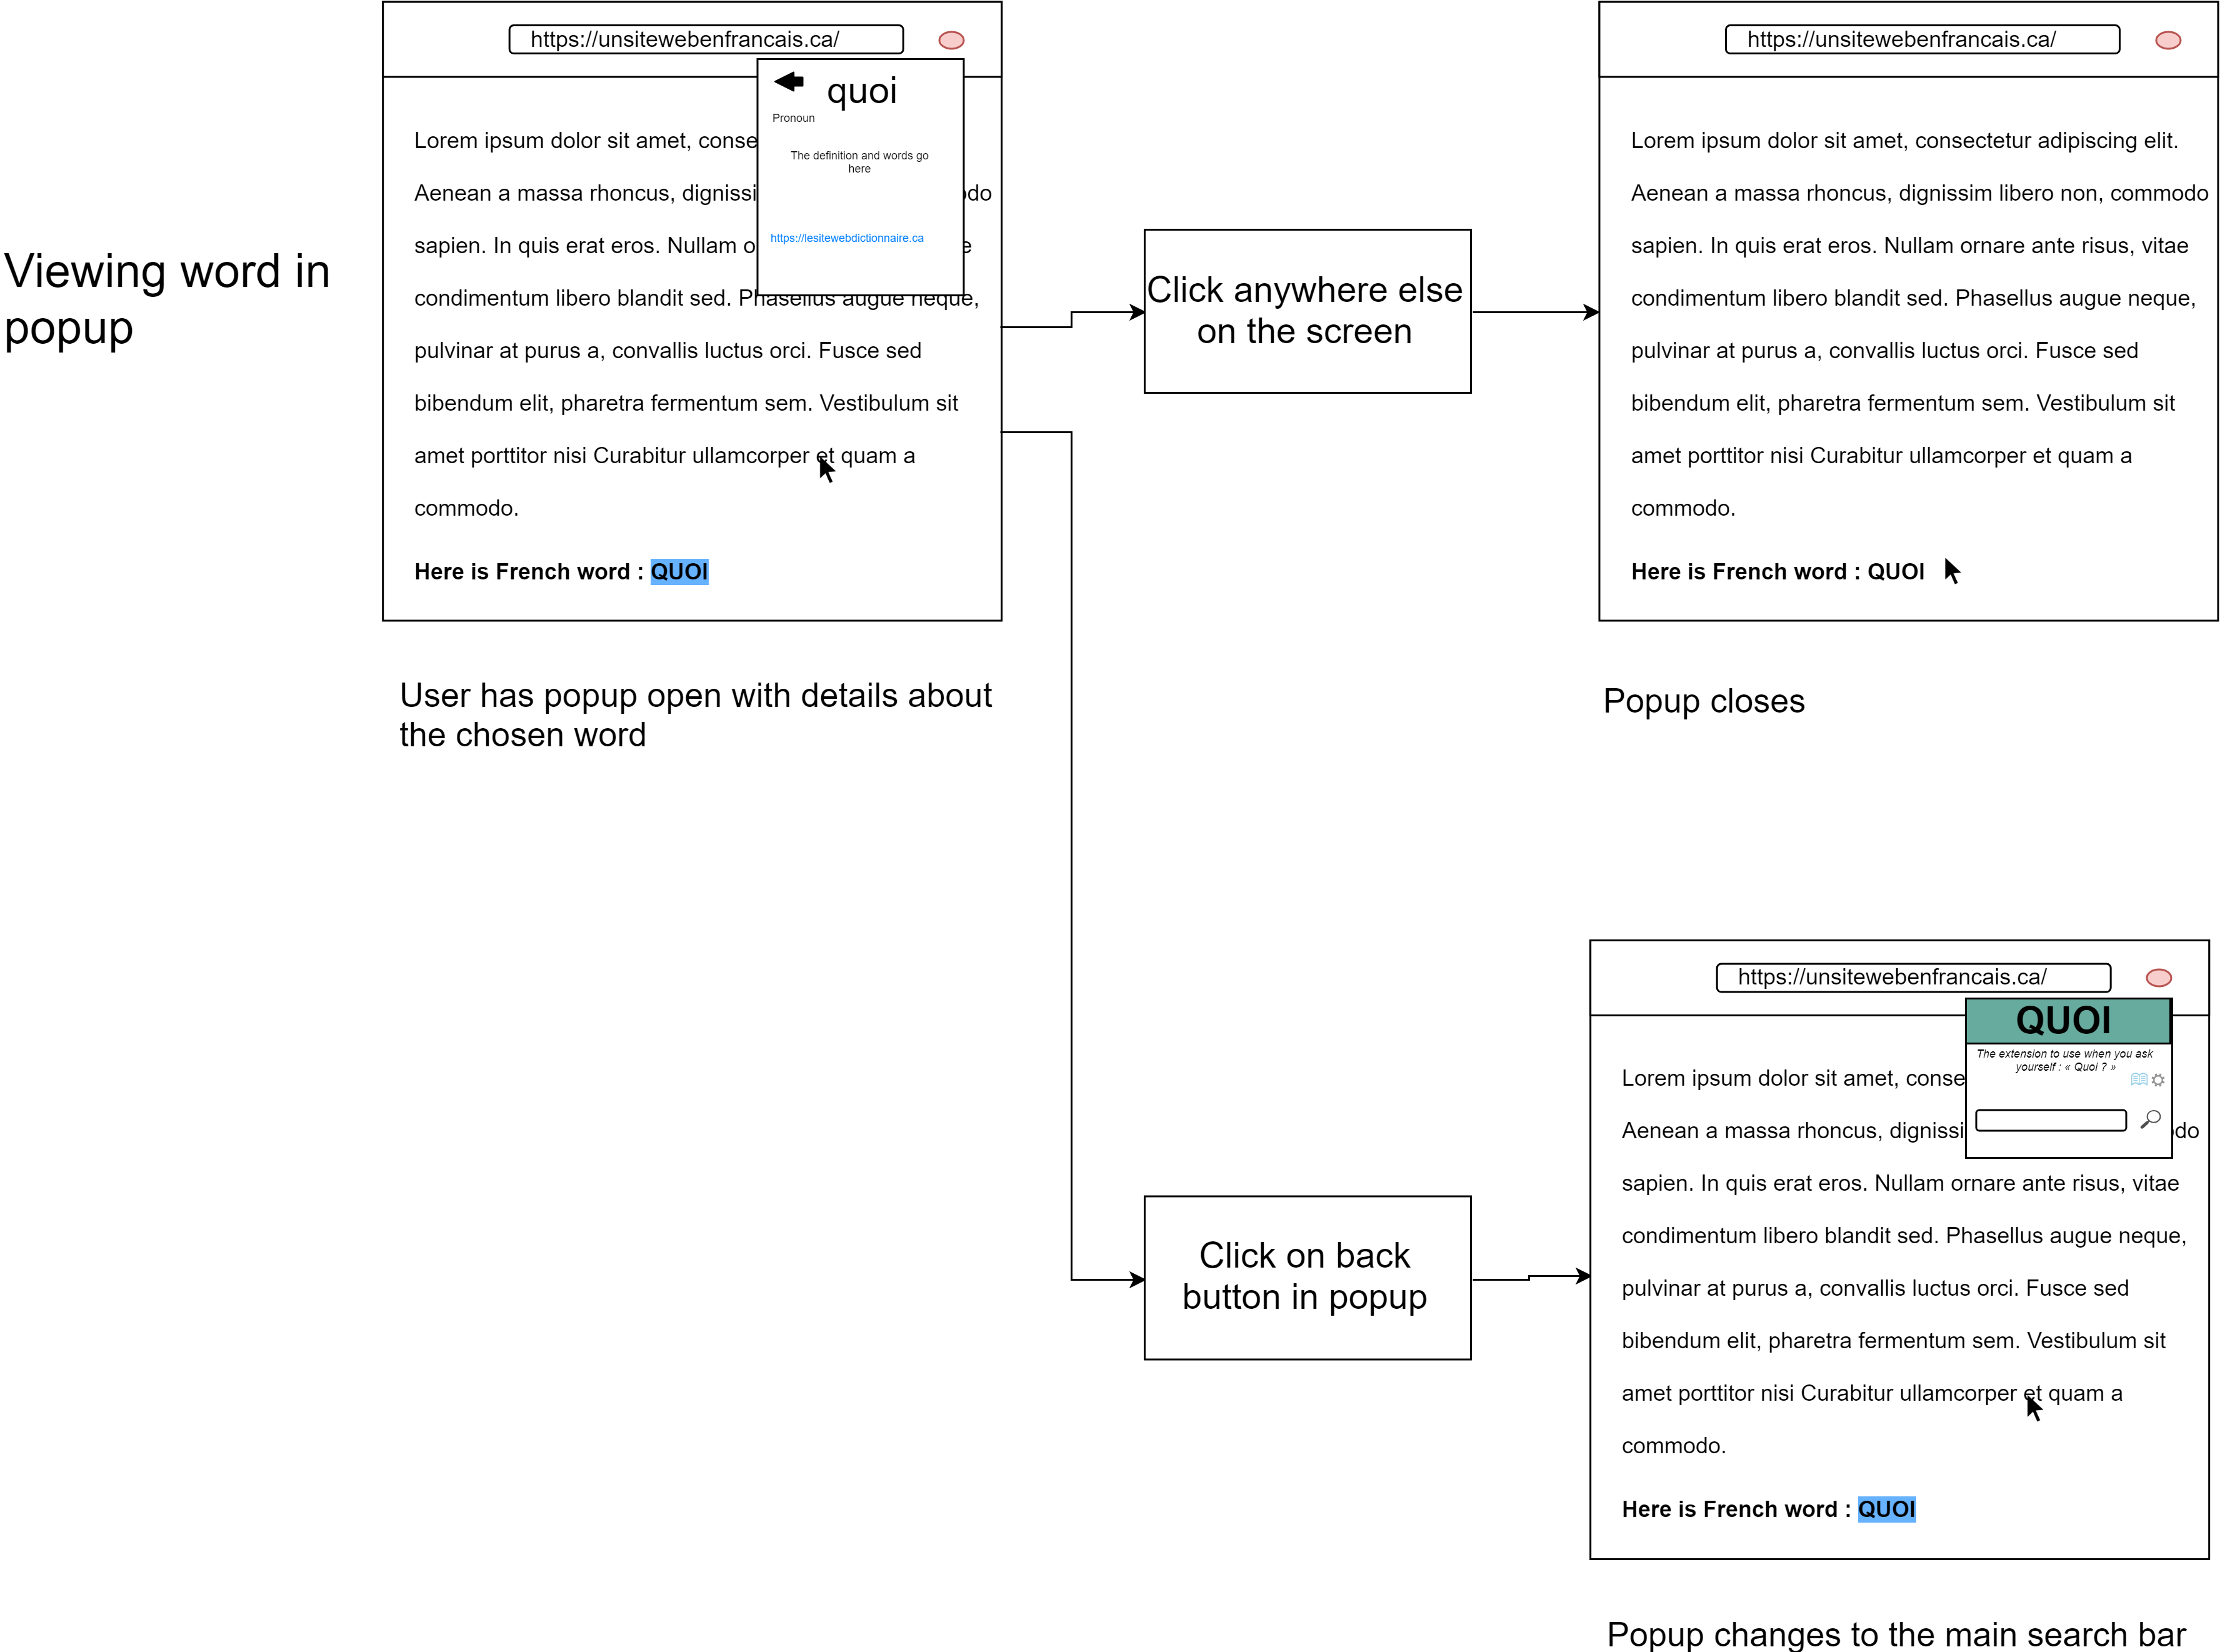 Viewing word in
popup
https://unsitewebenfrancais.ca/
quoi
Pronoun
The definition and words go
here
https://lesitewebdictionnaire.ca
Lorem ipsum dolor sit amet,
Aenean a massa rhoncus,
sapien. In quis erat eros. Nullam
condimentum libero blandit sed. Phasellus augue neque,
pulvinar at purus a, convallis luctus orci. Fusce sed
bibendum elit, pharetra fermentum sem. Vestibulum sit
amet porttitor nisi Curabitur ullamcorper et quam a
commodo.
Here is French word : QUOI
User has popup open with details about
the chosen word
Click anywhere else
on the screen
https://unsitewebenfrancais.ca/
Lorem ipsum dolor sit amet, consectetur adipiscing elit.
Aenean a massa rhoncus, dignissim libero non, commodo
sapien. In quis erat eros. Nullam ornare ante risus, vitae
condimentum libero blandit sed. Phasellus augue neque,
pulvinar at purus a, convallis luctus orci. Fusce sed
bibendum elit, pharetra fermentum sem. Vestibulum sit
amet porttitor nisi Curabitur ullamcorper et quam a
commodo.
Here is French word : QUOI
Popup closes
Click on back
button in popup
https://unsitewebenfrancais.ca/
QUOI
The extension to use when you ask
yourself : « Quoi ? »
Lorem ipsum dolor sit amet,
Aenean a massa rhoncus,
sapien. In quis erat eros. Nullam ornare ante risus, vitae
condimentum libero blandit sed. Phasellus augue neque,
pulvinar at purus a, convallis luctus orci. Fusce sed
bibendum elit, pharetra fermentum sem. Vestibulum sit
amet porttitor nisi Curabitur ullamcorper et quam a
commodo.
Here is French word : QUOI
Popup changes to the main search bar